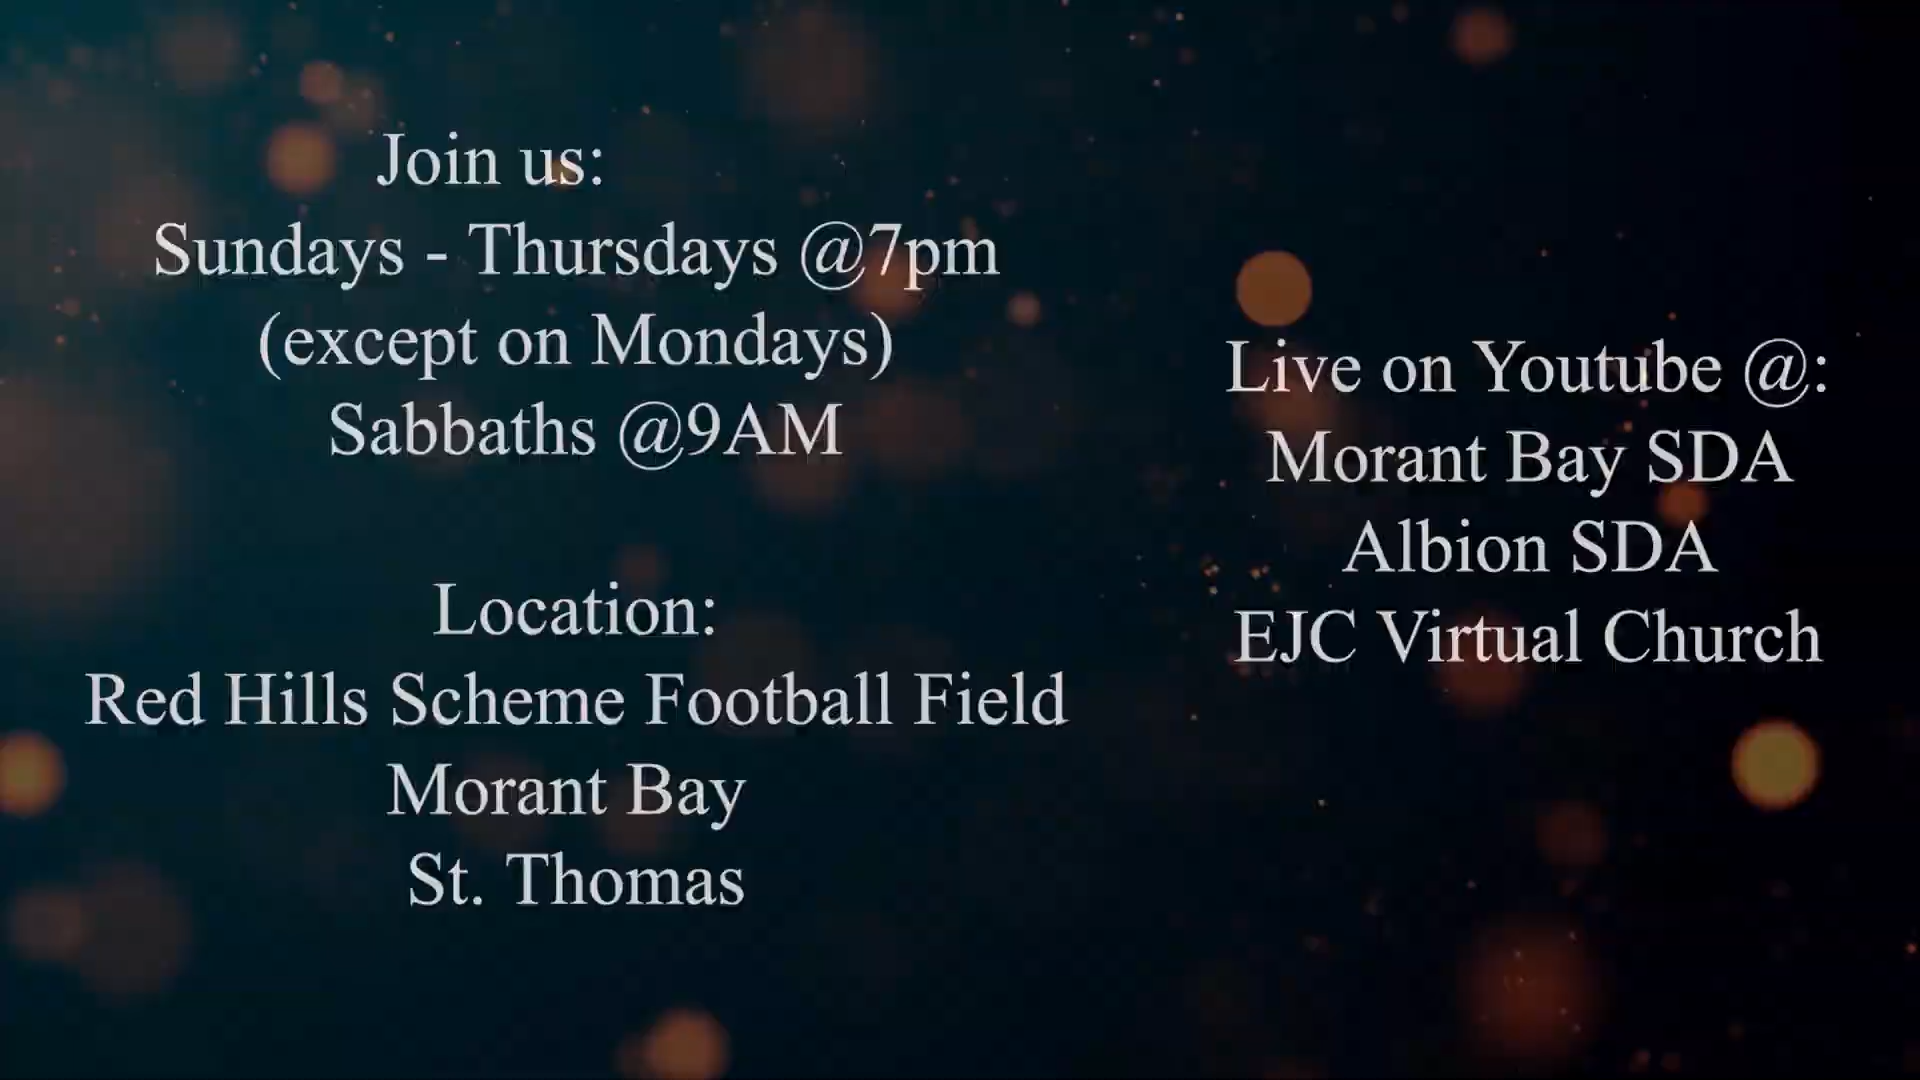 Join us:
Sundays - Thursdays @7pm
(except on Mondays)
Sabbaths @9AM
Location:
Red Hills Scheme Football Field
Morant Bay
St. Thomas
Live on Youtube @:
Morant Bay SDA
Albion SDA
EJC Virtual Church